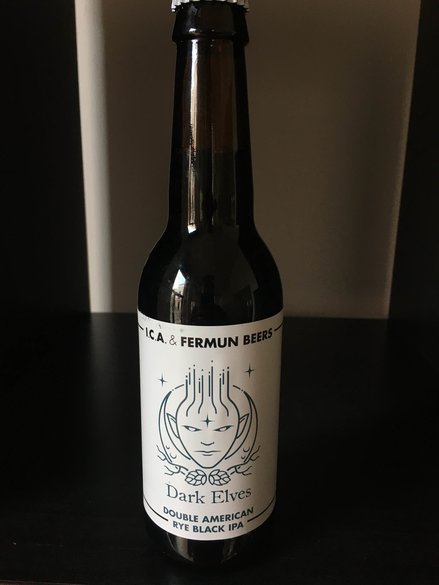 I.C.A. & FERMUN BEERS
Dark Elves
DOUBLE AMERICAN
RYE BLACK IPA